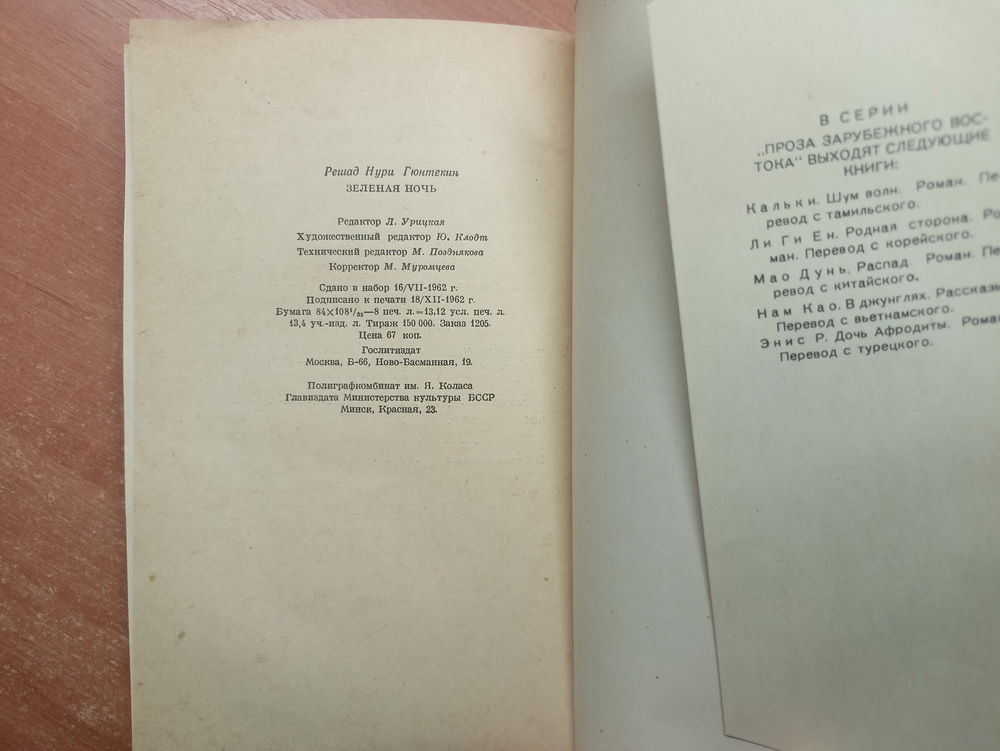 Решад Нури Гюнтекин
ЗЕЛЕНАЯ НОЧЬ
Редактор Л. Урицкая
Художественный редактор Ю. Клодт
Технический редактор М. Позднякова
Корректор М. Муромцева
Сдано в набор 16/VII-1962 г.
Подписано к печати 18/XII-1962 г.
Бумага 84×108¹/₃₂—8 печ. л.=13,12 усл. печ. л.
13,4 уч.-изд. л. Тираж 150 000. Заказ 1205.
Цена 67 коп.
Гослитиздат
Москва, Б-66, Ново-Басманная, 19.
Полиграфкомбинат им. Я. Коласа
Главиздата Министерства культуры БССР
Минск, Красная, 23.
В СЕРИИ
„ПРОЗА ЗАРУБЕЖНОГО ВОС-
ТОКА" ВЫХОДЯТ СЛЕДУЮЩИЕ
КНИГИ:
Кальки. Шум волн. Роман. Пе-
ревод с тамильского.
Ли Ги Ен. Родная сторона. Ро-
ман. Перевод с корейского.
Мао Дунь. Распад. Роман. Пе-
ревод с китайского.
Нам Као. В джунглях. Рассказы.
Перевод с вьетнамского.
Энис Р. Дочь Афродиты. Рома
Перевод с турецкого.